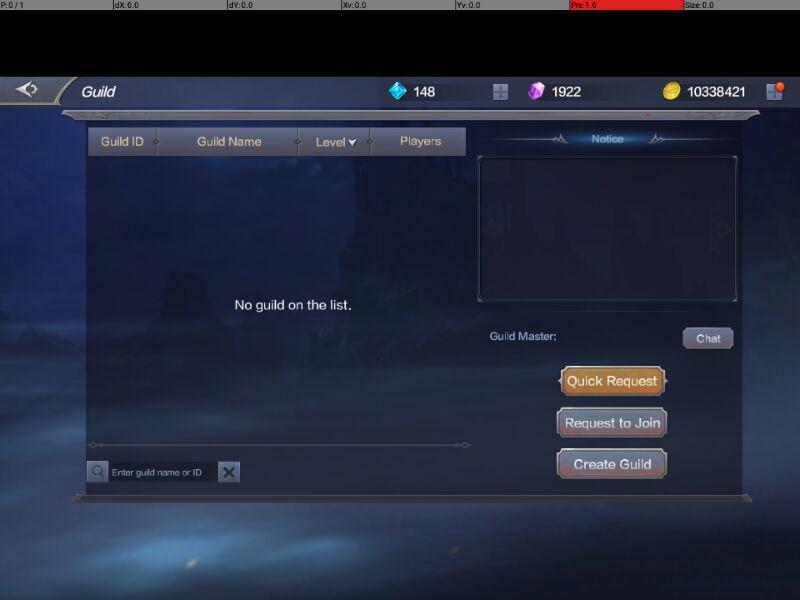 P: 0 / 1 dX: 0.0 dY: 0.0 Xv: 0.0 Yv: 0.0 Prs: 1.0 Size: 0.0
Guild 148 1922 10338421
Guild ID Guild Name Level Players
Notice
No guild on the list.
Guild Master:
Chat
Quick Request
Request to Join
Create Guild
Enter guild name or ID